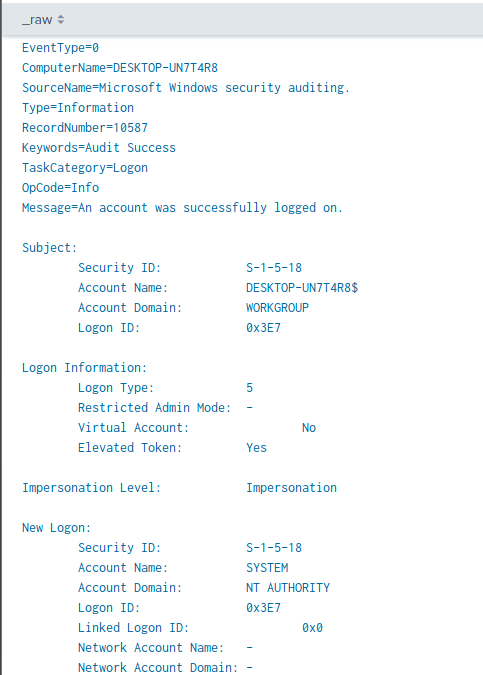 _raw
EventType=0
ComputerName=DESKTOP-UN7T4R8
SourceName=Microsoft Windows security auditing.
Type=Information
RecordNumber=10587
Keywords=Audit Success
TaskCategory=Logon
OpCode=Info
Message=An account was successfully logged on.
Subject:
Security ID: S-1-5-18
Account Name: DESKTOP-UN7T4R8$
Account Domain: WORKGROUP
Logon ID: 0x3E7
Logon Information:
Logon Type: 5
Restricted Admin Mode: -
Virtual Account: No
Elevated Token: Yes
Impersonation Level: Impersonation
New Logon:
Security ID: S-1-5-18
Account Name: SYSTEM
Account Domain: NT AUTHORITY
Logon ID: 0x3E7
Linked Logon ID: 0x0
Network Account Name: -
Network Account Domain: -